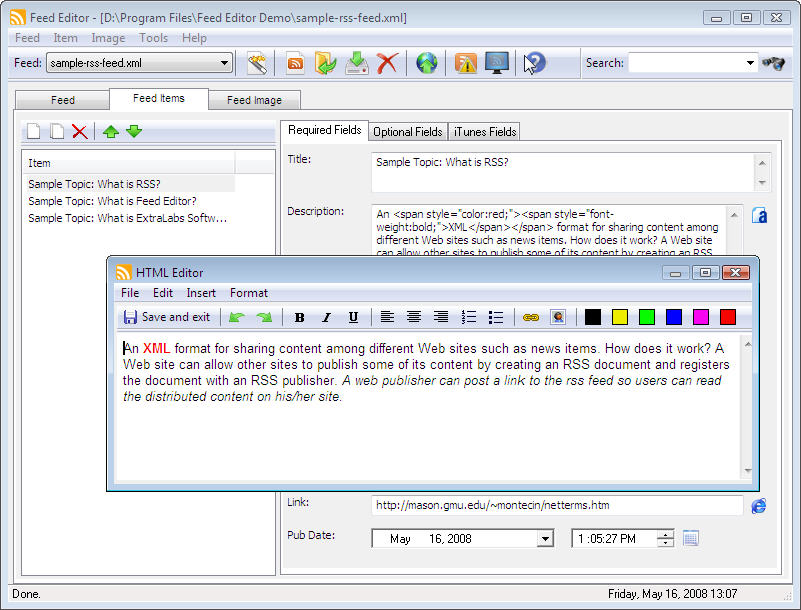 Feed Editor - [D:\Program Files\Feed Editor Demo\sample-rss-feed.xml]
Feed Item Image Tools Help
Feed: sample-rss-feed.xml Search:
Feed Feed Items Feed Image
Required Fields Optional Fields iTunes Fields
Item
Title: Sample Topic: What is RSS?
Sample Topic: What is RSS?
Sample Topic: What is Feed Editor?
Sample Topic: What is ExtraLabs Softw...
Description: An <span style="color:red;"><span style="font-
weight:bold;">XML</span></span> format for sharing content among
different Web sites such as news items. How does it work? A Web site
can allow other sites to publish some of its content by creating an RSS
HTML Editor
File Edit Insert Format
Save and exit B I U
An XML format for sharing content among different Web sites such as news items. How does it work? A
Web site can allow other sites to publish some of its content by creating an RSS document and registers
the document with an RSS publisher. A web publisher can post a link to the rss feed so users can read
the distributed content on his/her site.
Link: http://mason.gmu.edu/~montecin/netterms.htm
Pub Date: May 16, 2008 1:05:27 PM
Done. Friday, May 16, 2008 13:07